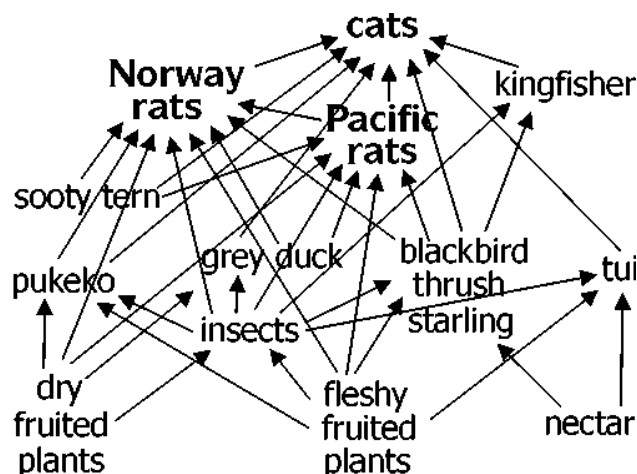 cats
Norway
rats
kingfisher
Pacific
rats
sooty tern
pukeko
grey duck
blackbird
thrush
starling
tui
insects
dry
fruited
plants
fleshy
fruited
plants
nectar